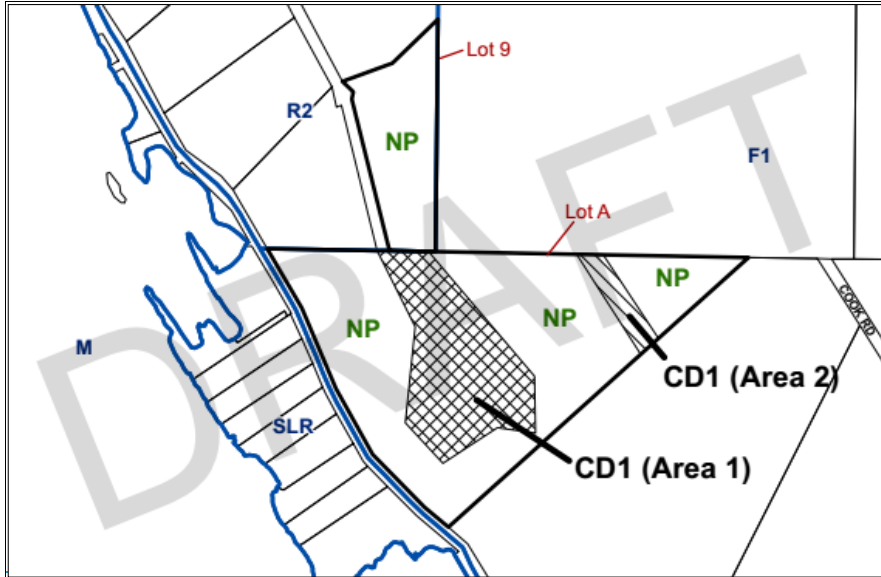 Lot 9
R2
NP
F1
Lot A
COOK RD
NP
NP
NP
M
CD1 (Area 2)
SLR
CD1 (Area 1)
DRAFT